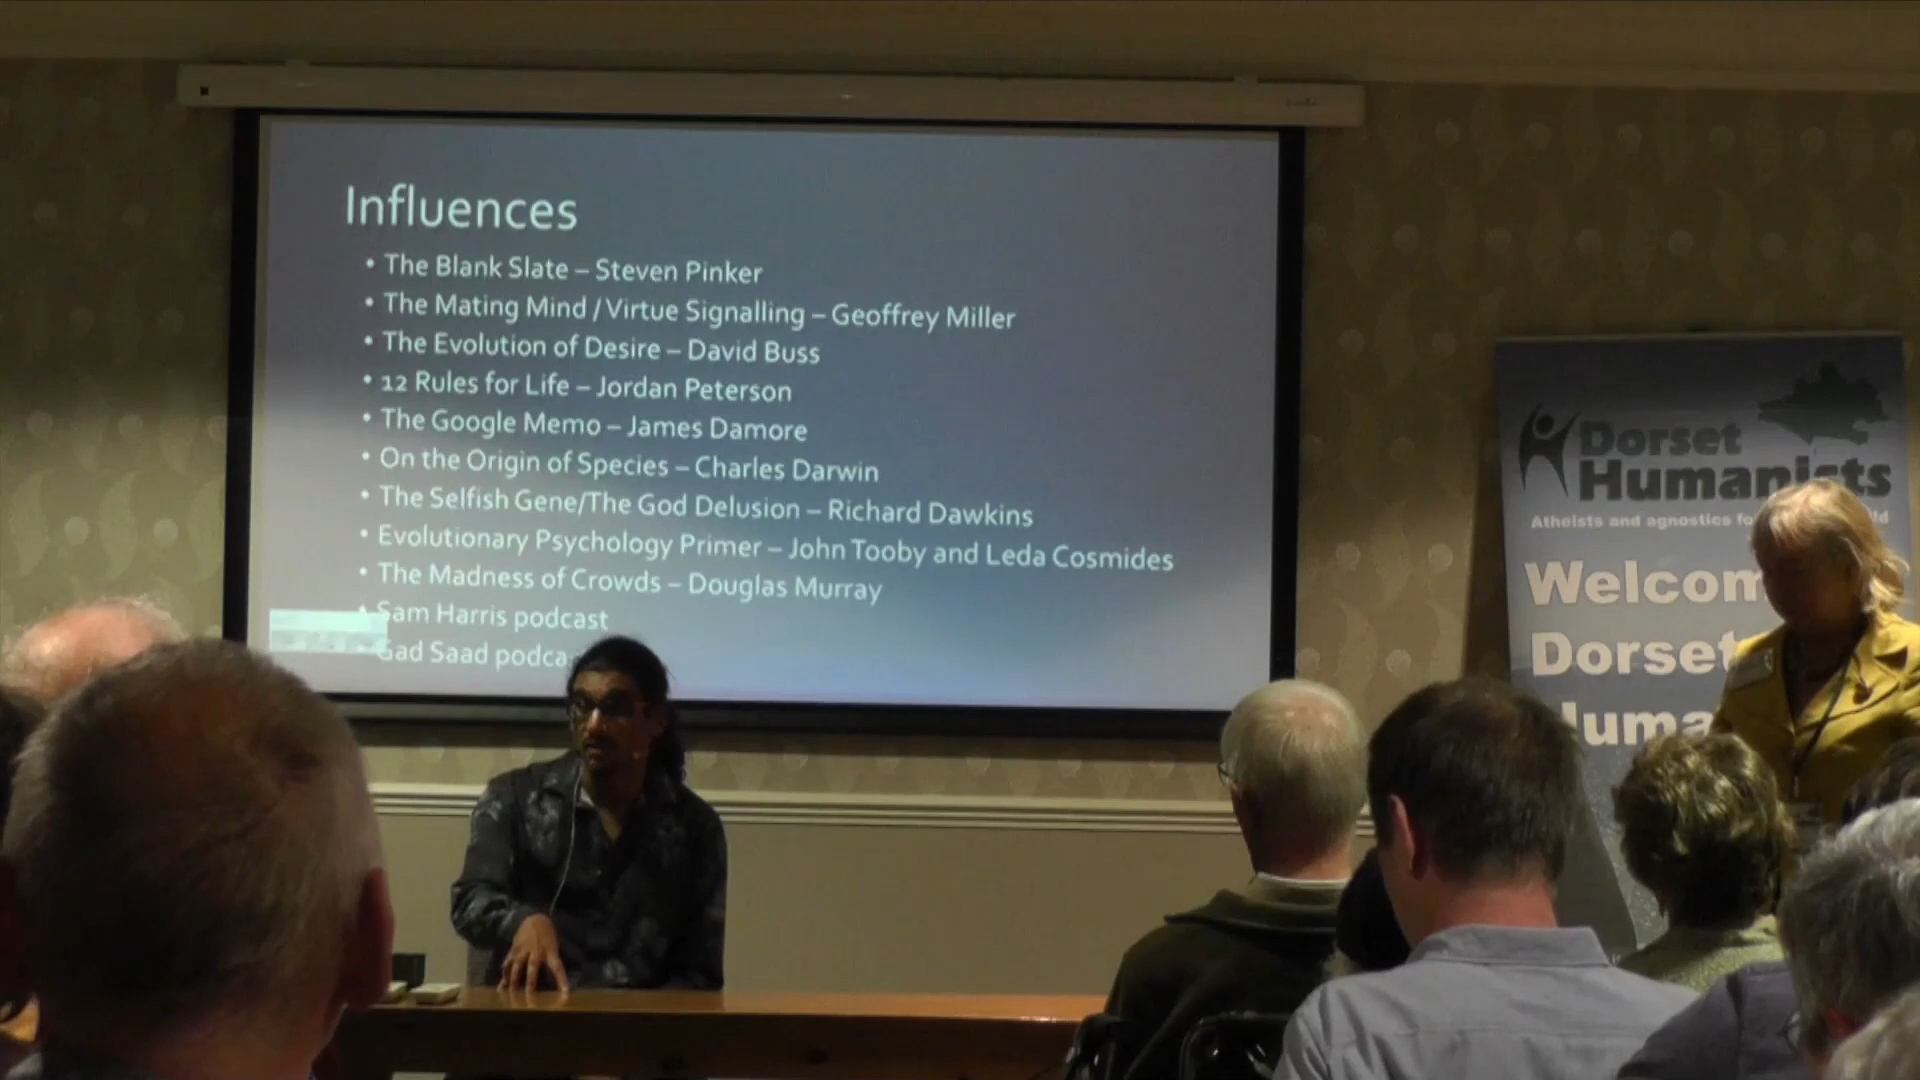 Influences
• The Blank Slate – Steven Pinker
• The Mating Mind / Virtue Signalling – Geoffrey Miller
• The Evolution of Desire – David Buss
• 12 Rules for Life – Jordan Peterson
• The Google Memo – James Damore
• On the Origin of Species – Charles Darwin
• The Selfish Gene/The God Delusion – Richard Dawkins
• Evolutionary Psychology Primer – John Tooby and Leda Cosmides
• The Madness of Crowds – Douglas Murray
• Sam Harris podcast
Gad Saad podca
Dorset
Humanists
Atheists and agnostics fo
Welcom
Dorset
Huma